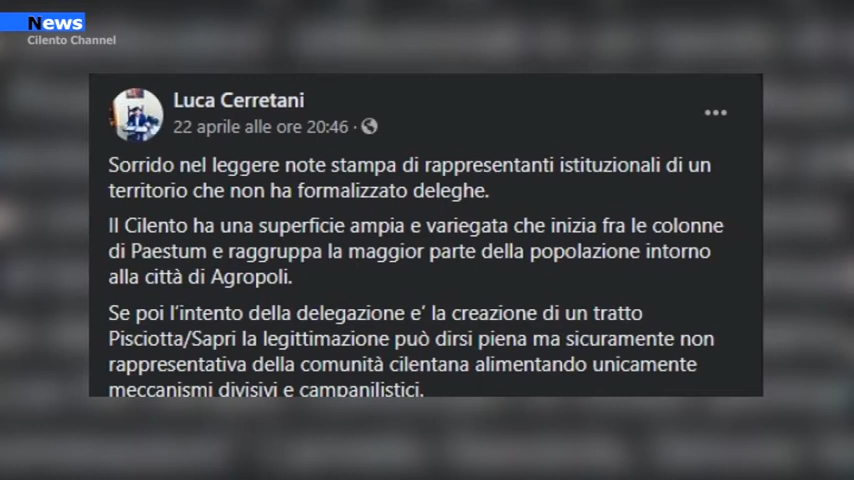 News
Cilento Channel
Luca Cerretani
22 aprile alle ore 20:46 ·
Sorrido nel leggere note stampa di rappresentanti istituzionali di un
territorio che non ha formalizzato deleghe.
Il Cilento ha una superficie ampia e variegata che inizia fra le colonne
di Paestum e raggruppa la maggior parte della popolazione intorno
alla città di Agropoli.
Se poi l'intento della delegazione e' la creazione di un tratto
Pisciotta/Sapri la legittimazione può dirsi piena ma sicuramente non
rappresentativa della comunità cilentana alimentando unicamente
meccanismi divisivi e campanilistici.